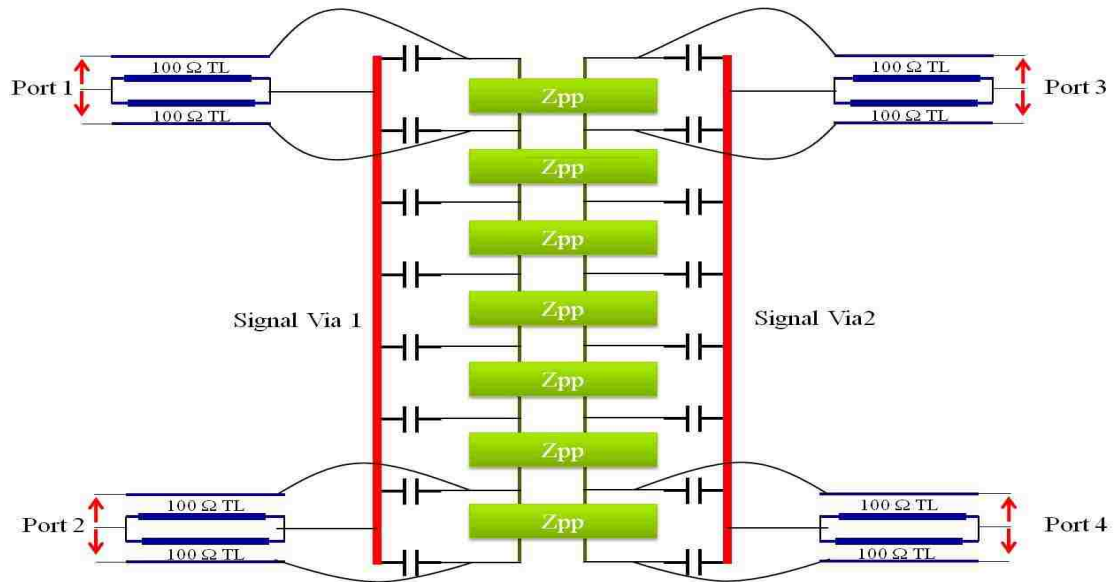 100 Ω TL
100 Ω TL
Port 1
100 Ω TL
100 Ω TL
Port 3
Zpp
Zpp
Zpp
Zpp
Zpp
Zpp
Zpp
Signal Via 1
Signal Via2
100 Ω TL
100 Ω TL
Port 2
100 Ω TL
100 Ω TL
Port 4